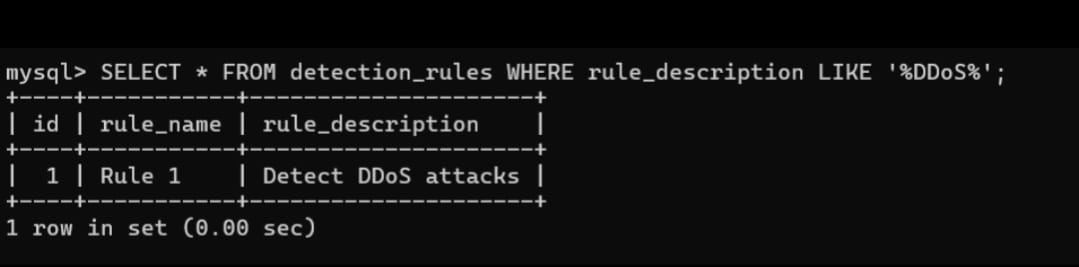 mysql> SELECT * FROM detection_rules WHERE rule_description LIKE '%DDoS%';
+----+-----------+---------------------+
| id | rule_name | rule_description    |
+----+-----------+---------------------+
|  1 | Rule 1    | Detect DDoS attacks |
+----+-----------+---------------------+
1 row in set (0.00 sec)